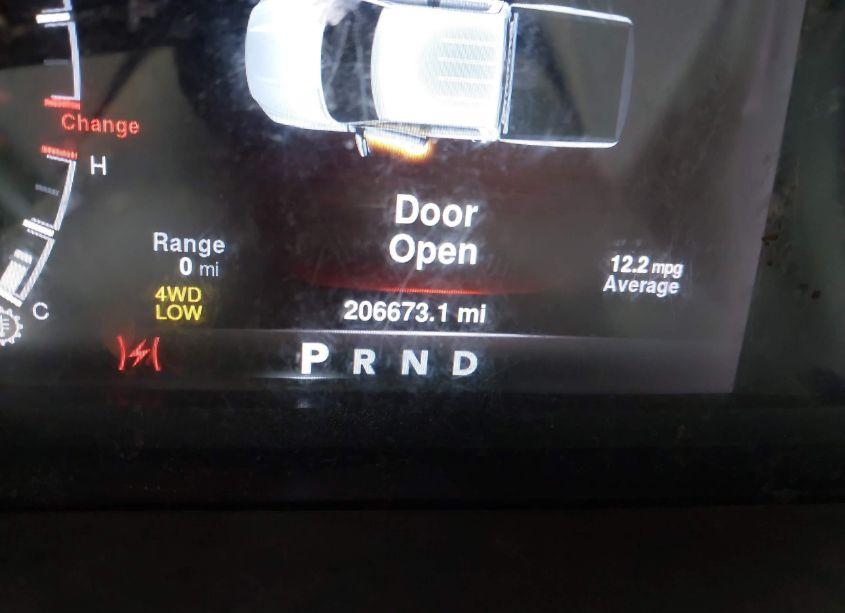 Change
H
Door
Open
Range
0 mi
12.2 mpg
Average
4WD
LOW
C
206673.1 mi
P R N D